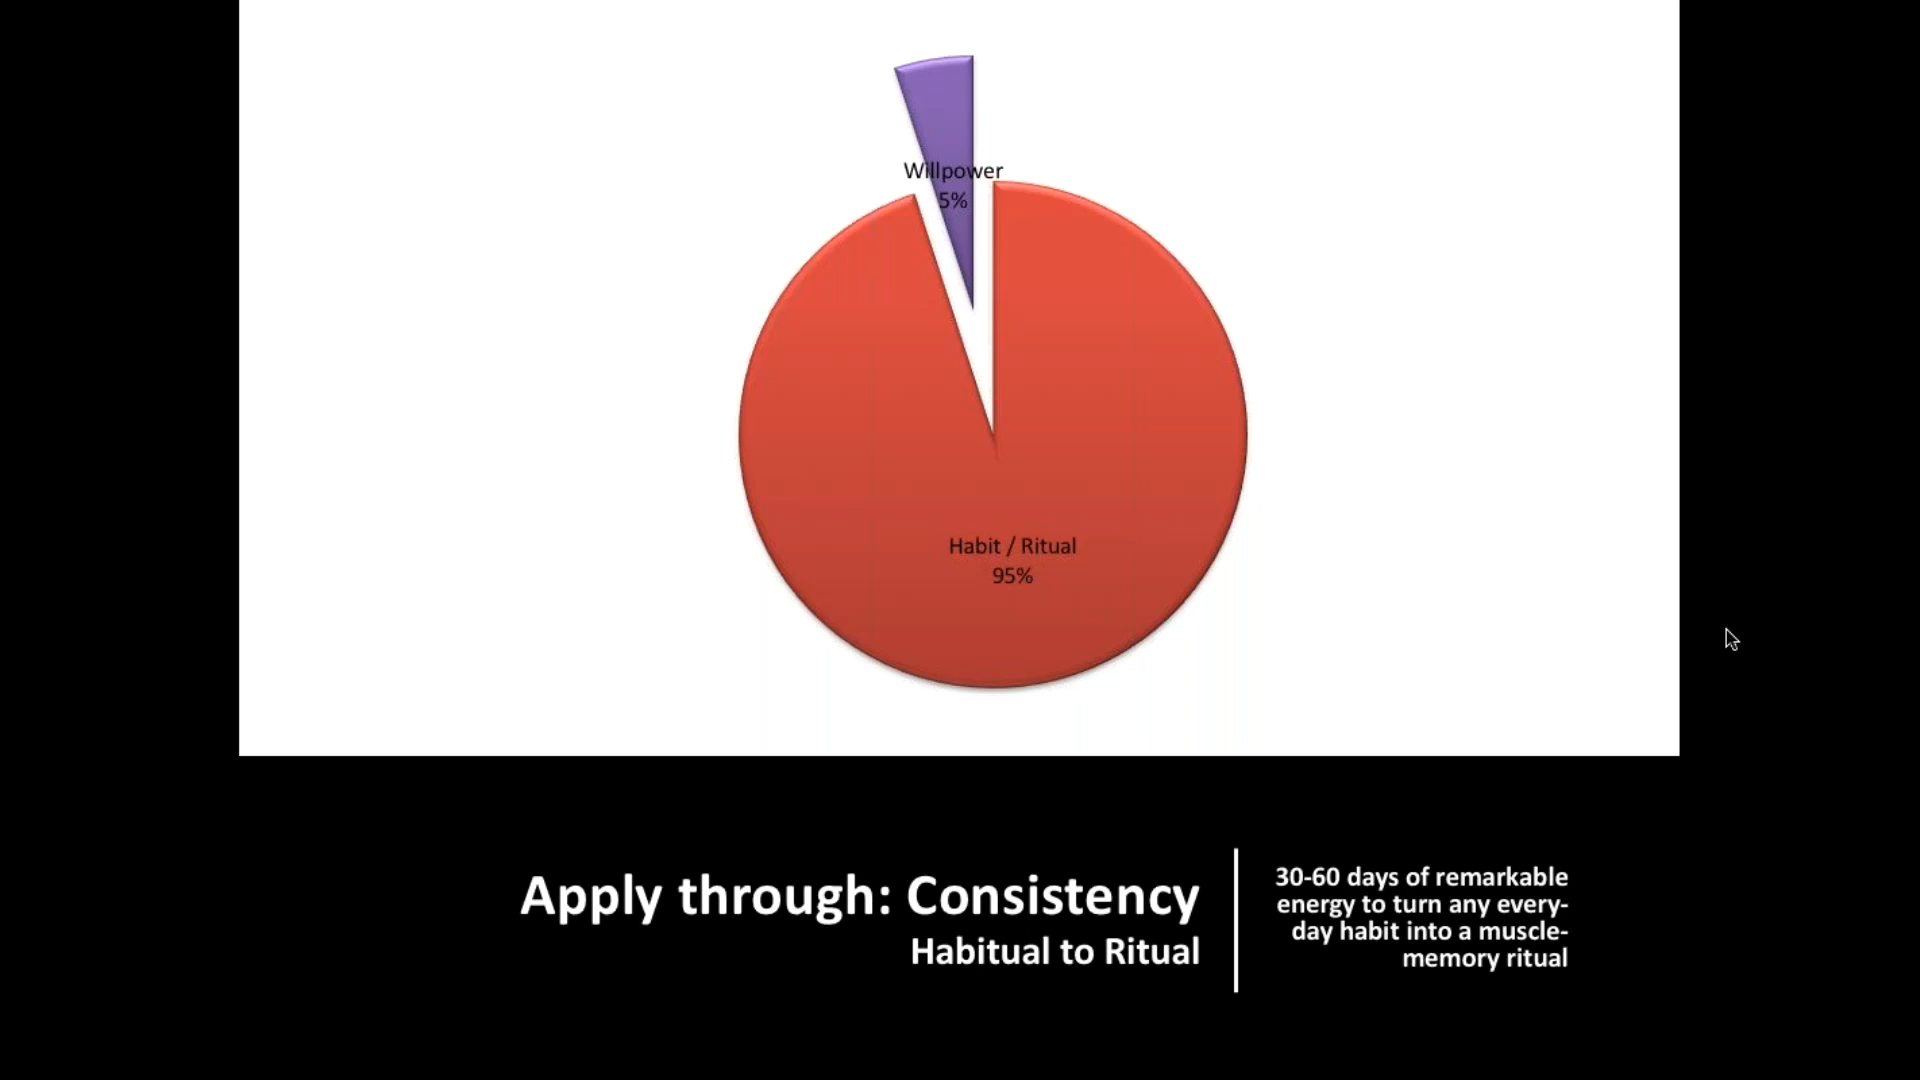 Willpower
5%
Habit / Ritual
95%
Apply through: Consistency
Habitual to Ritual
30-60 days of remarkable
energy to turn any every-
day habit into a muscle-
memory ritual